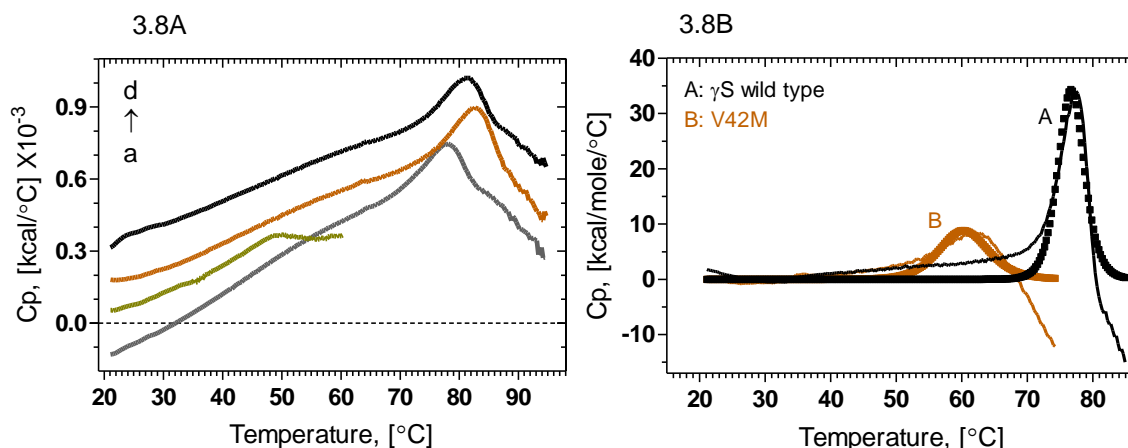 3.8A
d
↑
a
Cp, [kcal/°C] X10-3
0.9
0.6
0.3
0.0
20 30 40 50 60 70 80 90
Temperature, [°C]
3.8B
A: γS wild type
B: V42M
A
B
Cp, [kcal/mole/°C]
40
30
20
10
0
-10
20 30 40 50 60 70 80
Temperature, [°C]